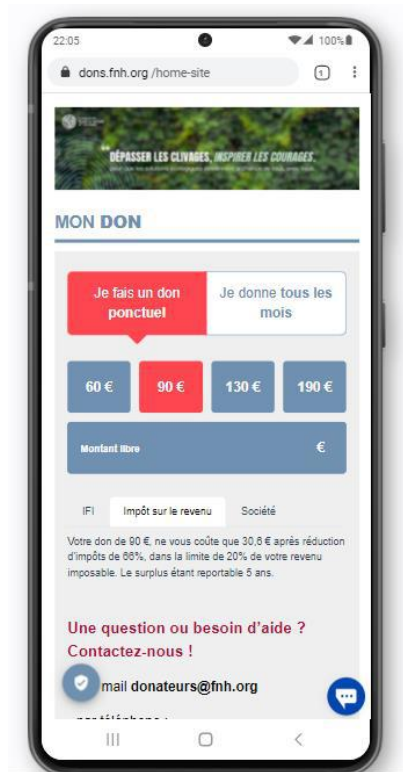 22:05
100%
dons.fnh.org /home-site
1
"DÉPASSER LES CLIVAGES, INSPIRER LES COURAGES.
MON DON
Je fais un don
ponctuel
Je donne tous les
mois
60 €
90 €
130 €
190 €
Montant libre
€
IFI
Impôt sur le revenu
Société
Votre don de 90 €, ne vous coûte que 30,6 € après réduction
d'impôts de 66%, dans la limite de 20% de votre revenu
imposable. Le surplus étant reportable 5 ans.
Une question ou besoin d'aide ?
Contactez-nous !
mail donateurs@fnh.org
par téléphone :